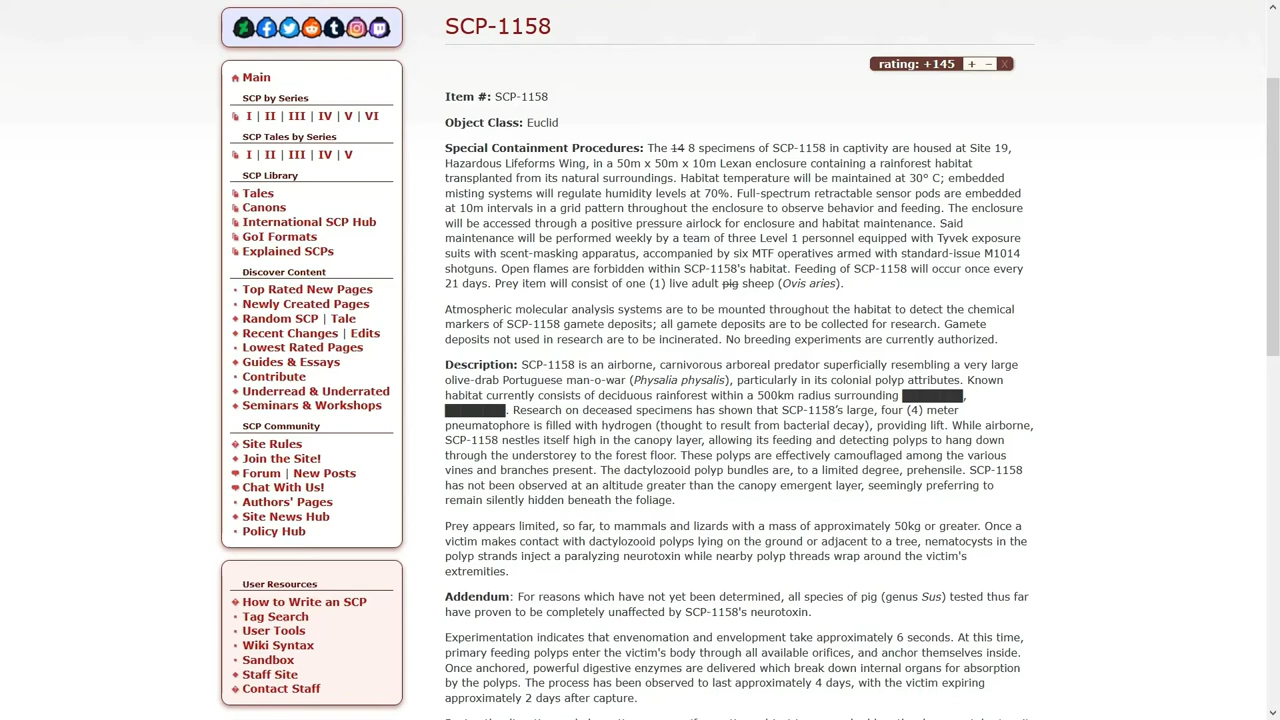 Main
SCP by Series
I | II | III | IV | V | VI
SCP Tales by Series
I | II | III | IV | V
SCP Library
Tales
Canons
International SCP Hub
GoI Formats
Explained SCPs
Discover Content
Top Rated New Pages
Newly Created Pages
Random SCP | Tale
Recent Changes | Edits
Lowest Rated Pages
Guides & Essays
Contribute
Underread & Underrated
Seminars & Workshops
SCP Community
Site Rules
Join the Site!
Forum | New Posts
Chat With Us!
Authors' Pages
Site News Hub
Policy Hub
User Resources
How to Write an SCP
Tag Search
User Tools
Wiki Syntax
Sandbox
Staff Site
Contact Staff
SCP-1158
rating: +145 + − X
Item #: SCP-1158
Object Class: Euclid
Special Containment Procedures: The 14 8 specimens of SCP-1158 in captivity are housed at Site 19,
Hazardous Lifeforms Wing, in a 50m x 50m x 10m Lexan enclosure containing a rainforest habitat
transplanted from its natural surroundings. Habitat temperature will be maintained at 30° C; embedded
misting systems will regulate humidity levels at 70%. Full-spectrum retractable sensor pods are embedded
at 10m intervals in a grid pattern throughout the enclosure to observe behavior and feeding. The enclosure
will be accessed through a positive pressure airlock for enclosure and habitat maintenance. Said
maintenance will be performed weekly by a team of three Level 1 personnel equipped with Tyvek exposure
suits with scent-masking apparatus, accompanied by six MTF operatives armed with standard-issue M1014
shotguns. Open flames are forbidden within SCP-1158's habitat. Feeding of SCP-1158 will occur once every
21 days. Prey item will consist of one (1) live adult pig sheep (Ovis aries).
Atmospheric molecular analysis systems are to be mounted throughout the habitat to detect the chemical
markers of SCP-1158 gamete deposits; all gamete deposits are to be collected for research. Gamete
deposits not used in research are to be incinerated. No breeding experiments are currently authorized.
Description: SCP-1158 is an airborne, carnivorous arboreal predator superficially resembling a very large
olive-drab Portuguese man-o-war (Physalia physalis), particularly in its colonial polyp attributes. Known
habitat currently consists of deciduous rainforest within a 500km radius surrounding ████████,
████████. Research on deceased specimens has shown that SCP-1158’s large, four (4) meter
pneumatophore is filled with hydrogen (thought to result from bacterial decay), providing lift. While airborne,
SCP-1158 nestles itself high in the canopy layer, allowing its feeding and detecting polyps to hang down
through the understorey to the forest floor. These polyps are effectively camouflaged among the various
vines and branches present. The dactylozooid polyp bundles are, to a limited degree, prehensile. SCP-1158
has not been observed at an altitude greater than the canopy emergent layer, seemingly preferring to
remain silently hidden beneath the foliage.
Prey appears limited, so far, to mammals and lizards with a mass of approximately 50kg or greater. Once a
victim makes contact with dactylozooid polyps lying on the ground or adjacent to a tree, nematocysts in the
polyp strands inject a paralyzing neurotoxin while nearby polyp threads wrap around the victim's
extremities.
Addendum: For reasons which have not yet been determined, all species of pig (genus Sus) tested thus far
have proven to be completely unaffected by SCP-1158's neurotoxin.
Experimentation indicates that envenomation and envelopment take approximately 6 seconds. At this time,
primary feeding polyps enter the victim's body through all available orifices, and anchor themselves inside.
Once anchored, powerful digestive enzymes are delivered which break down internal organs for absorption
by the polyps. The process has been observed to last approximately 4 days, with the victim expiring
approximately 2 days after capture.